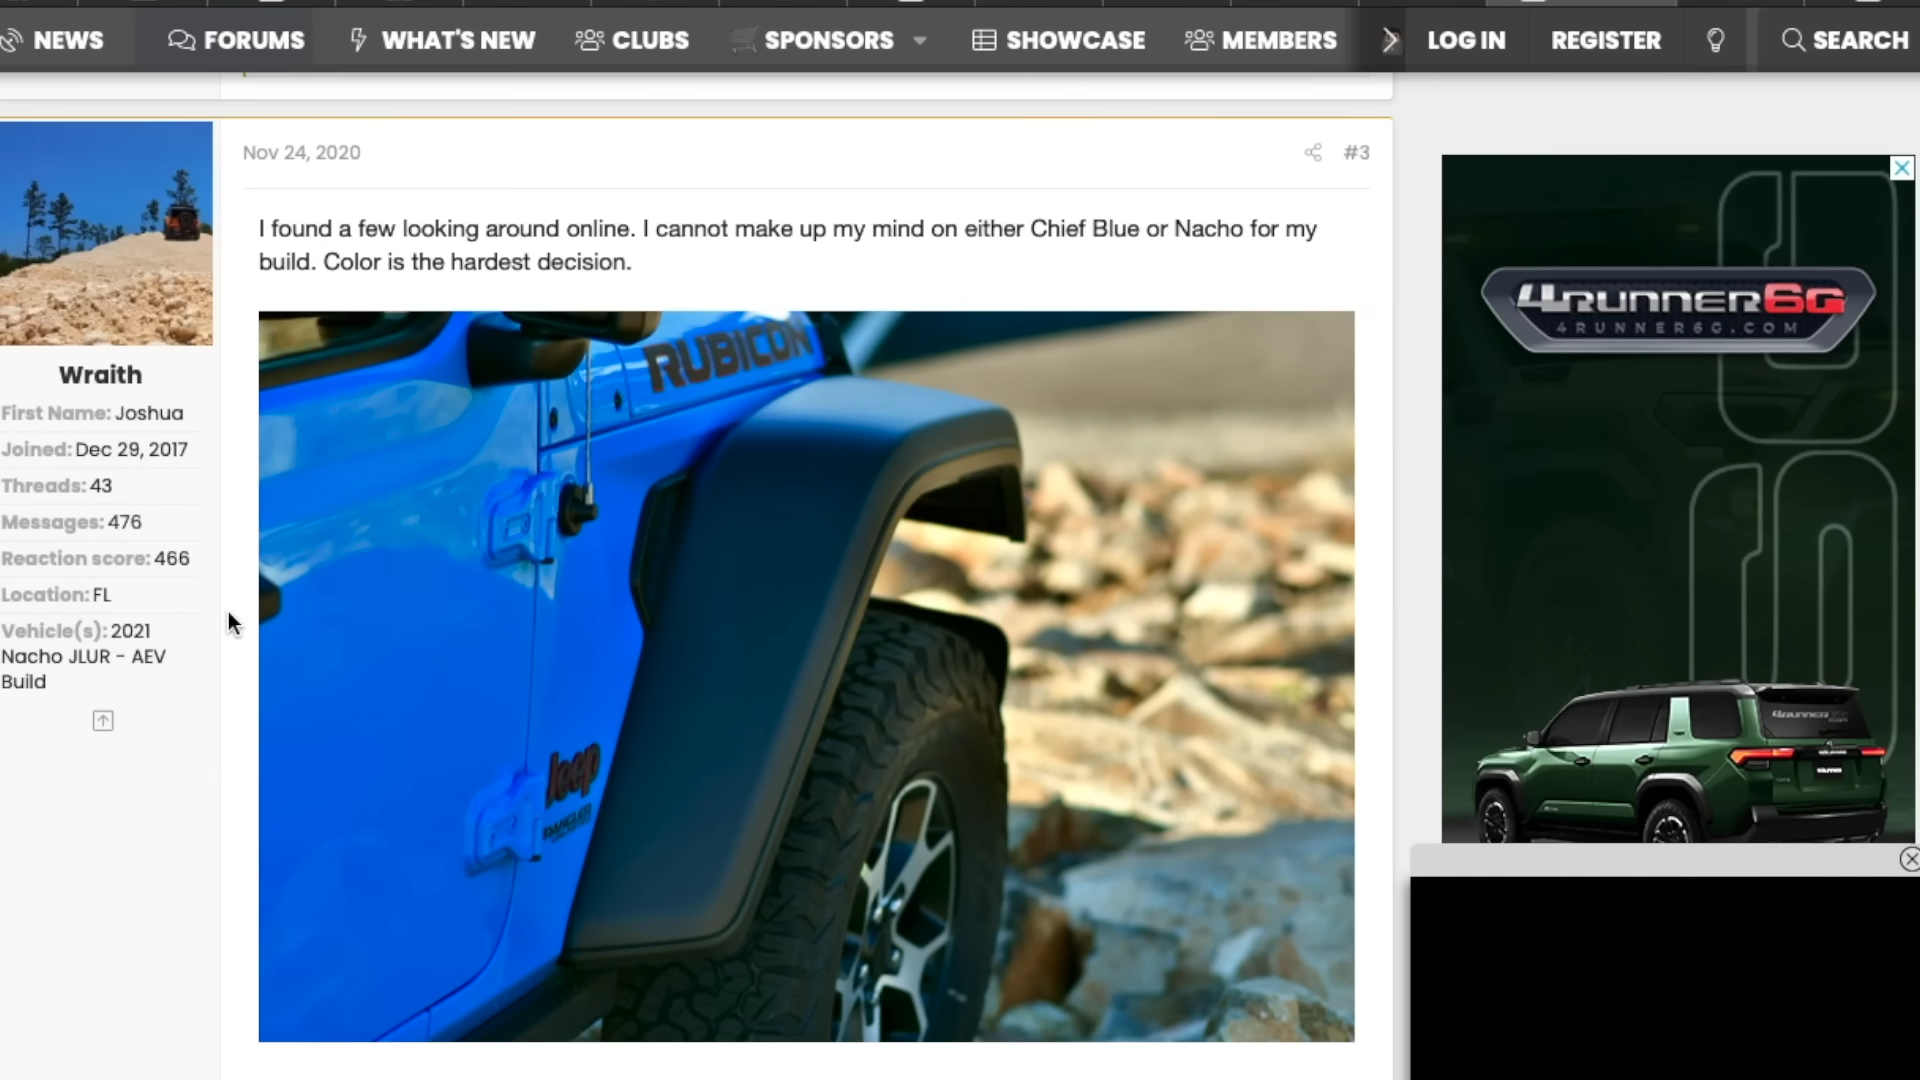 NEWS
FORUMS
WHAT'S NEW
CLUBS
SPONSORS
SHOWCASE
MEMBERS
LOG IN
REGISTER
SEARCH
Nov 24, 2020
#3
I found a few looking around online. I cannot make up my mind on either Chief Blue or Nacho for my
build. Color is the hardest decision.
Wraith
First Name: Joshua
Joined: Dec 29, 2017
Threads: 43
Messages: 476
Reaction score: 466
Location: FL
Vehicle(s): 2021
Nacho JLUR - AEV
Build
RUBICON
Jeep
WRANGLER
4RUNNER6G
4RUNNER6G.COM